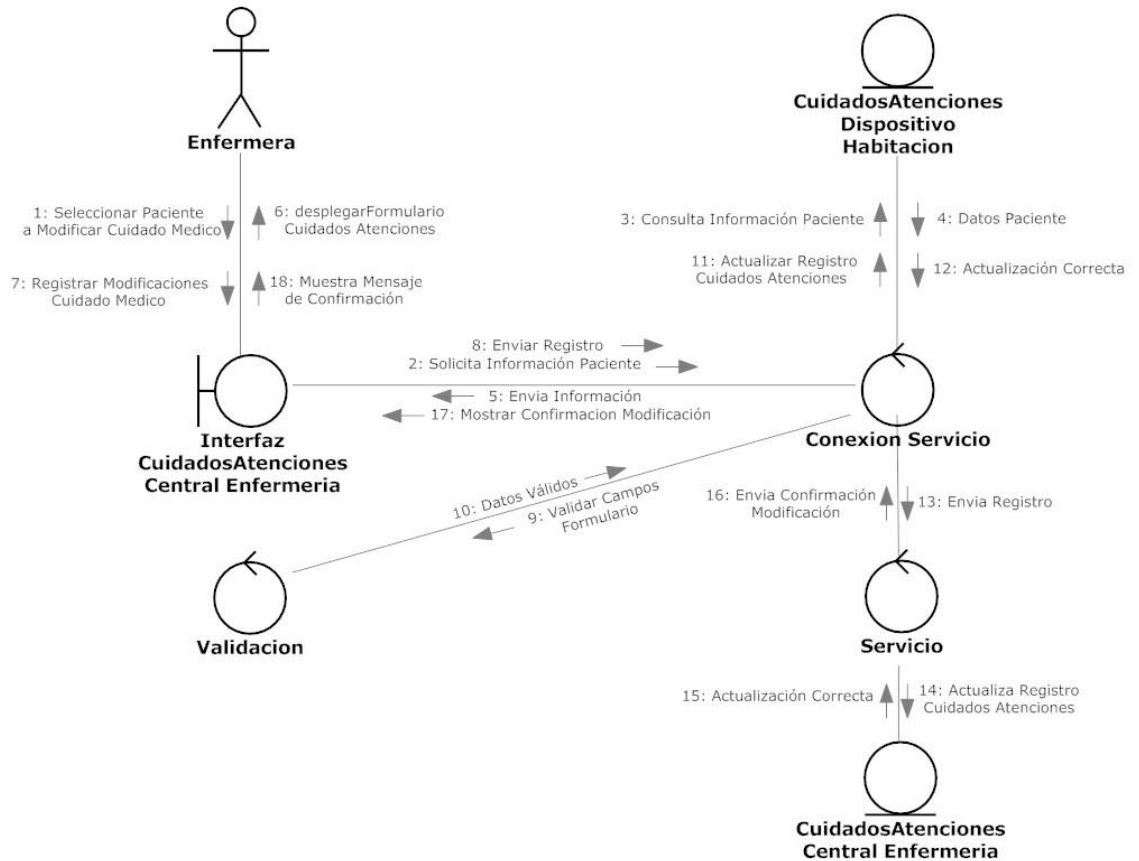 Enfermera
CuidadosAtenciones
Dispositivo
Habitacion
1: Seleccionar Paciente
a Modificar Cuidado Medico
6: desplegarFormulario
Cuidados Atenciones
3: Consulta Información Paciente
4: Datos Paciente
7: Registrar Modificaciones
Cuidado Medico
18: Muestra Mensaje
de Confirmación
11: Actualizar Registro
Cuidados Atenciones
12: Actualización Correcta
8: Enviar Registro
2: Solicita Información Paciente
5: Envia Información
17: Mostrar Confirmacion Modificación
Interfaz
CuidadosAtenciones
Central Enfermeria
Conexion Servicio
10: Datos Válidos
9: Validar Campos
Formulario
16: Envia Confirmación
Modificación
13: Envia Registro
Validacion
Servicio
15: Actualización Correcta
14: Actualiza Registro
Cuidados Atenciones
CuidadosAtenciones
Central Enfermeria